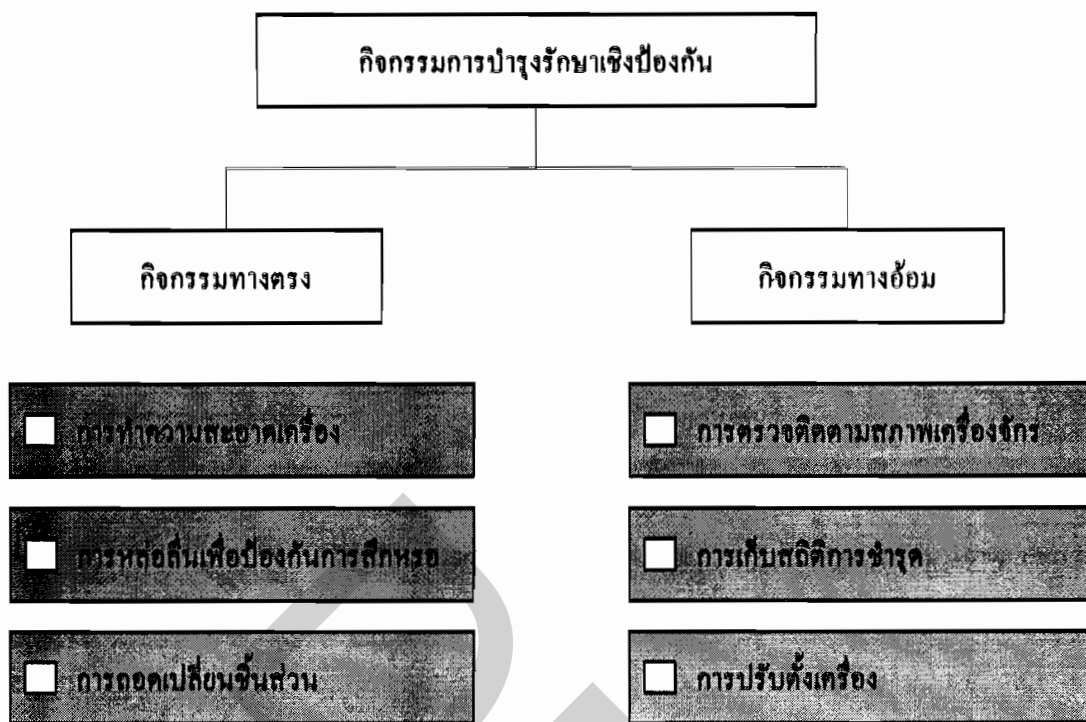 กิจกรรมการบำรุงรักษาเชิงป้องกัน
กิจกรรมทางตรง
กิจกรรมทางอ้อม
การทำความสะอาดเครื่อง
การตรวจติดตามสภาพเครื่องจักร
การหล่อลื่นเพื่อป้องกันการสึกหรอ
การเก็บสถิติการชำรุด
การถอดเปลี่ยนชิ้นส่วน
การปรับตั้งเครื่อง